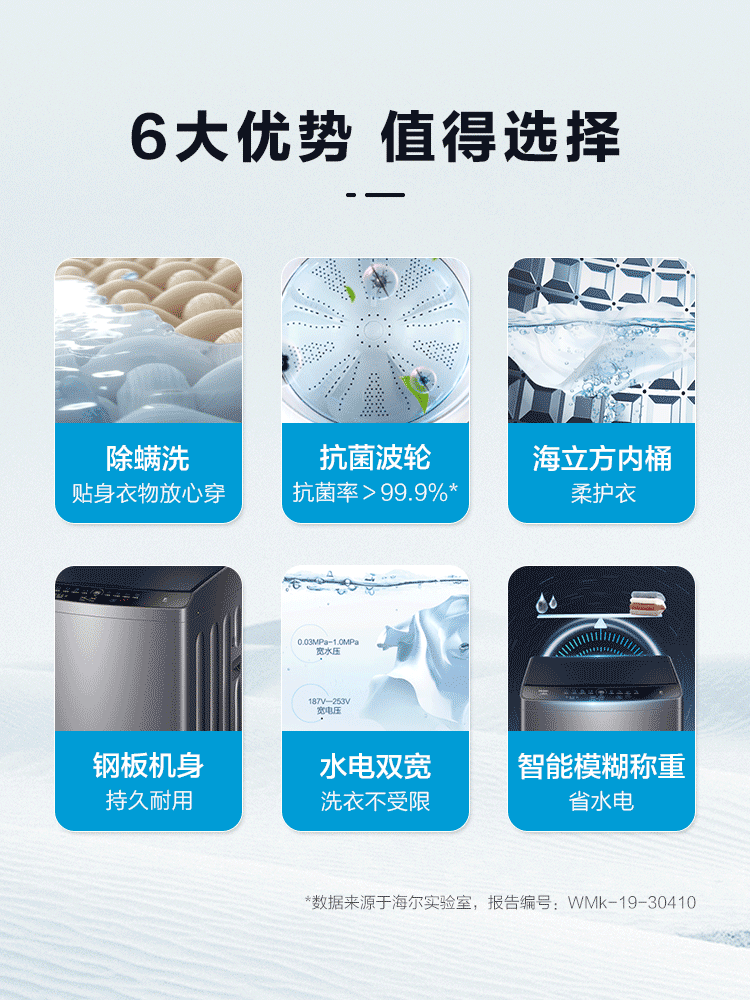 6大优势 值得选择
除螨洗
贴身衣物放心穿
抗菌波轮
抗菌率＞99.9%*
海立方内桶
柔护衣
0.03MPa-1.0MPa
宽水压
187V—253V
宽电压
钢板机身
持久耐用
水电双宽
洗衣不受限
智能模糊称重
省水电
*数据来源于海尔实验室，报告编号：WMk-19-30410